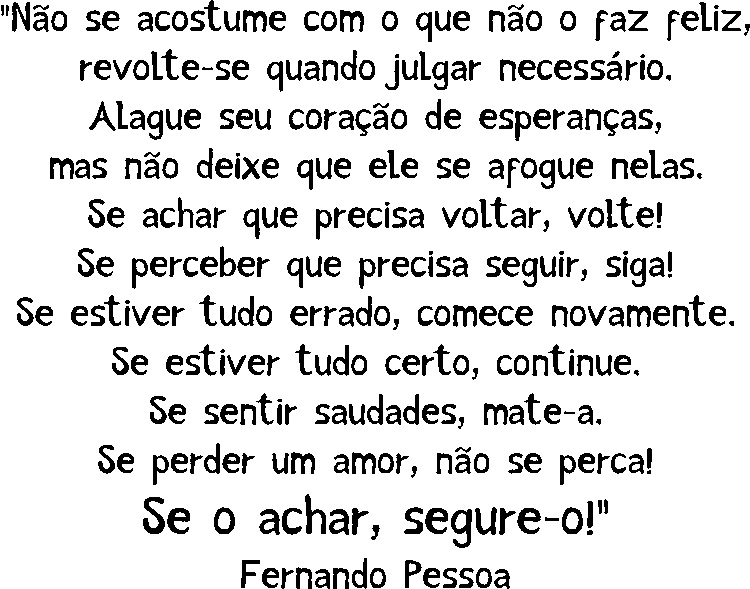 "Não se acostume com o que não o faz feliz,
revolte-se quando julgar necessário.
Alague seu coração de esperanças,
mas não deixe que ele se afogue nelas.
Se achar que precisa voltar, volte!
Se perceber que precisa seguir, siga!
Se estiver tudo errado, comece novamente.
Se estiver tudo certo, continue.
Se sentir saudades, mate-a.
Se perder um amor, não se perca!
Se o achar, segure-o!"
Fernando Pessoa